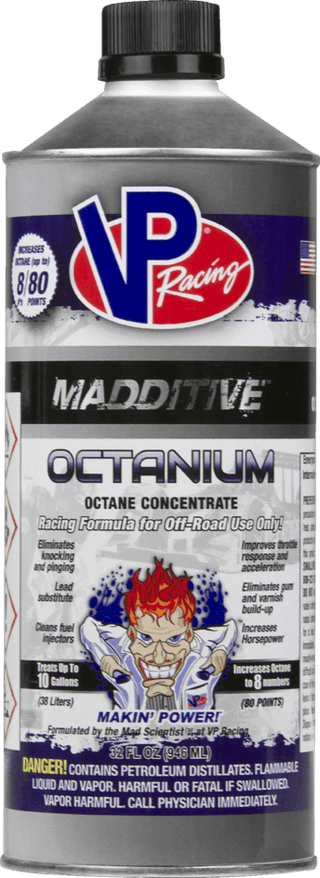 VP®
Racing
INCREASES
OCTANE (up to)
8/80
#'s POINTS
MADDITIVE™
OCTANIUM
OCTANE CONCENTRATE
Racing Formula for Off-Road Use Only!
Eliminates
knocking
and pinging
Improves throttle
response and
acceleration
Lead
substitute
Eliminates gum
and varnish
build-up
Cleans fuel
injectors
Increases
Horsepower
Treats Up To
10 Gallons
(38 Liters)
Increases Octane
to 8 numbers
(80 POINTS)
VP
MAKIN' POWER!
Formulated by the Mad Scientist™ at VP Racing
32 FL OZ (946 ML)
DANGER! CONTAINS PETROLEUM DISTILLATES. FLAMMABLE
LIQUID AND VAPOR. HARMFUL OR FATAL IF SWALLOWED.
VAPOR HARMFUL. CALL PHYSICIAN IMMEDIATELY.